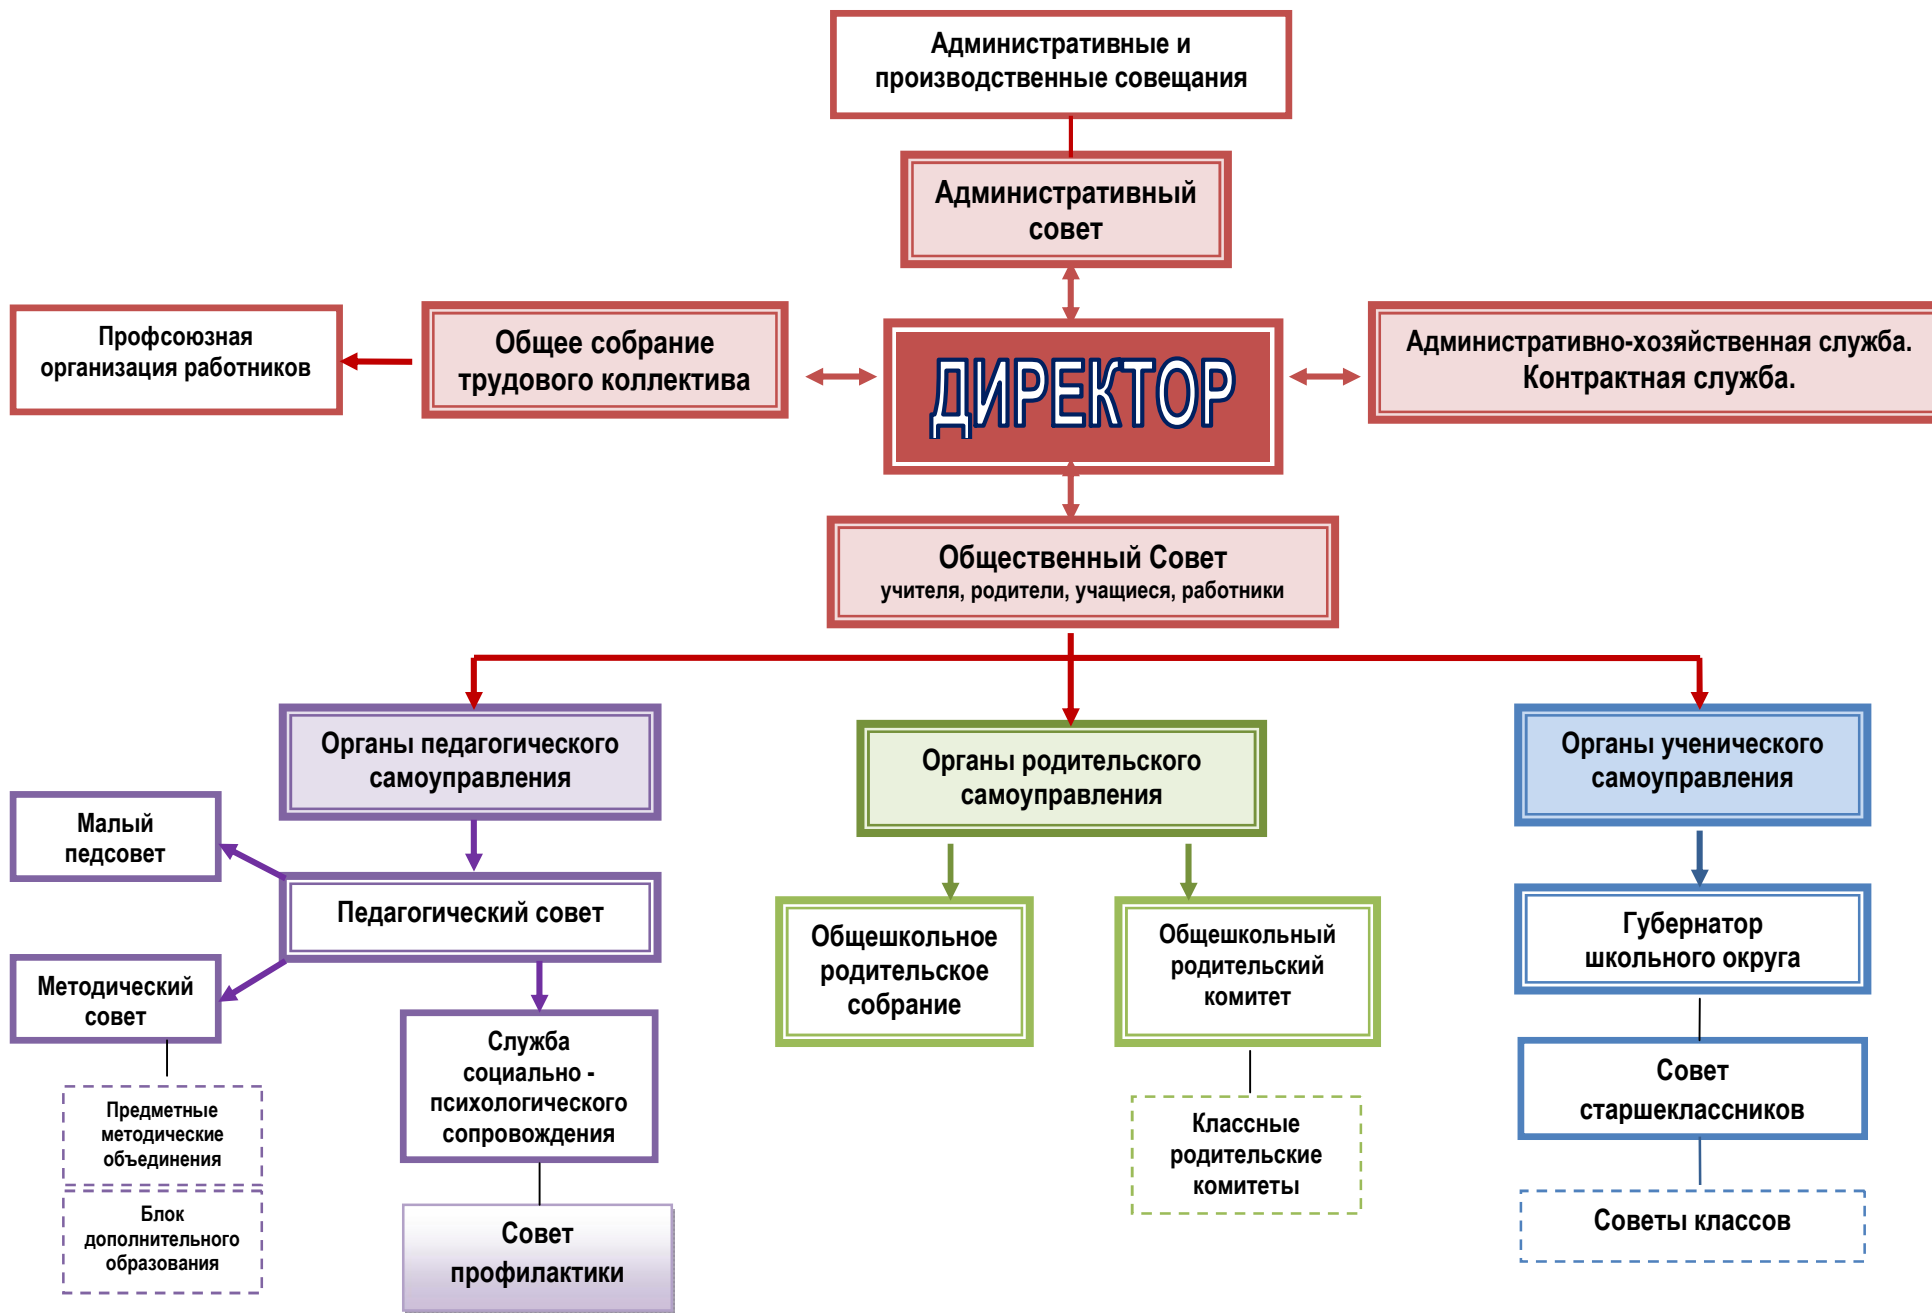 Административные и
производственные совещания
Административный
совет
Профсоюзная
организация работников
Общее собрание
трудового коллектива
ДИРЕКТОР
Административно-хозяйственная служба.
Контрактная служба.
Общественный Совет
учителя, родители, учащиеся, работники
Органы педагогического
самоуправления
Органы родительского
самоуправления
Органы ученического
самоуправления
Малый
педсовет
Педагогический совет
Методический
совет
Предметные
методические
объединения
Блок
дополнительного
образования
Служба
социально -
психологического
сопровождения
Совет
профилактики
Общешкольное
родительское
собрание
Общешкольный
родительский
комитет
Классные
родительские
комитеты
Губернатор
школьного округа
Совет
старшеклассников
Советы классов